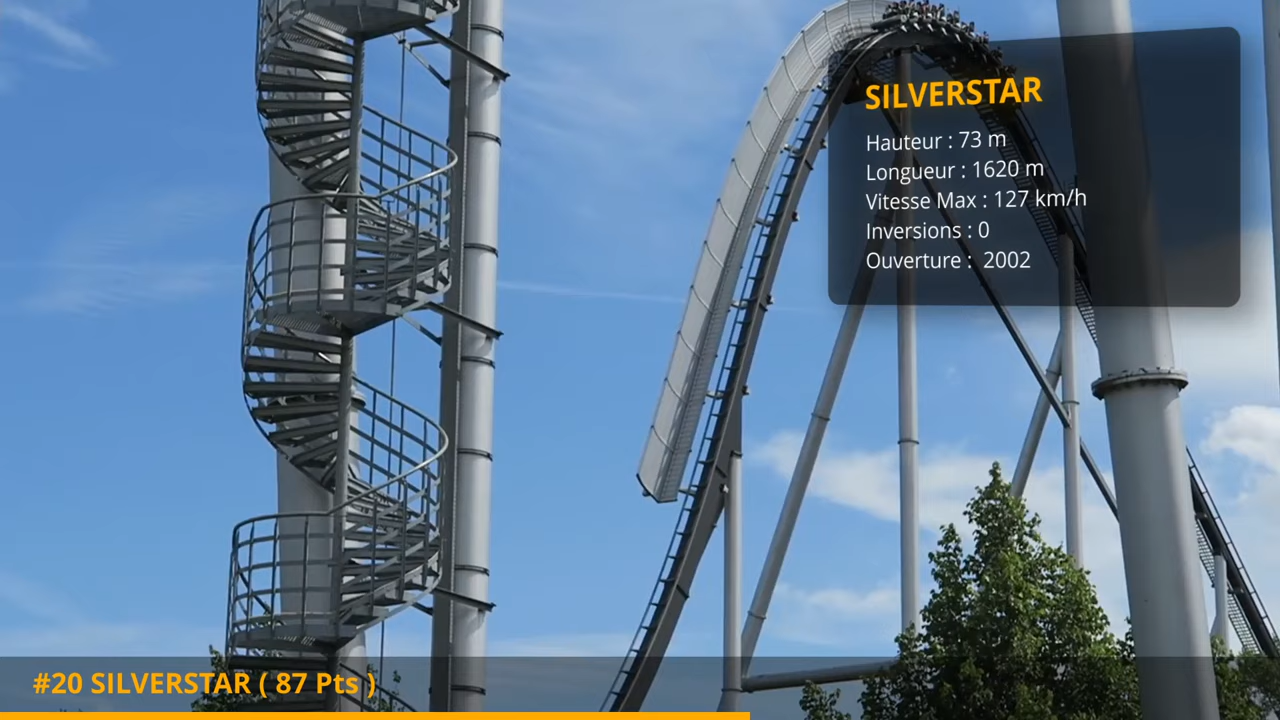 SILVERSTAR
Hauteur : 73 m
Longueur : 1620 m
Vitesse Max : 127 km/h
Inversions : 0
Ouverture : 2002
#20 SILVERSTAR ( 87 Pts )